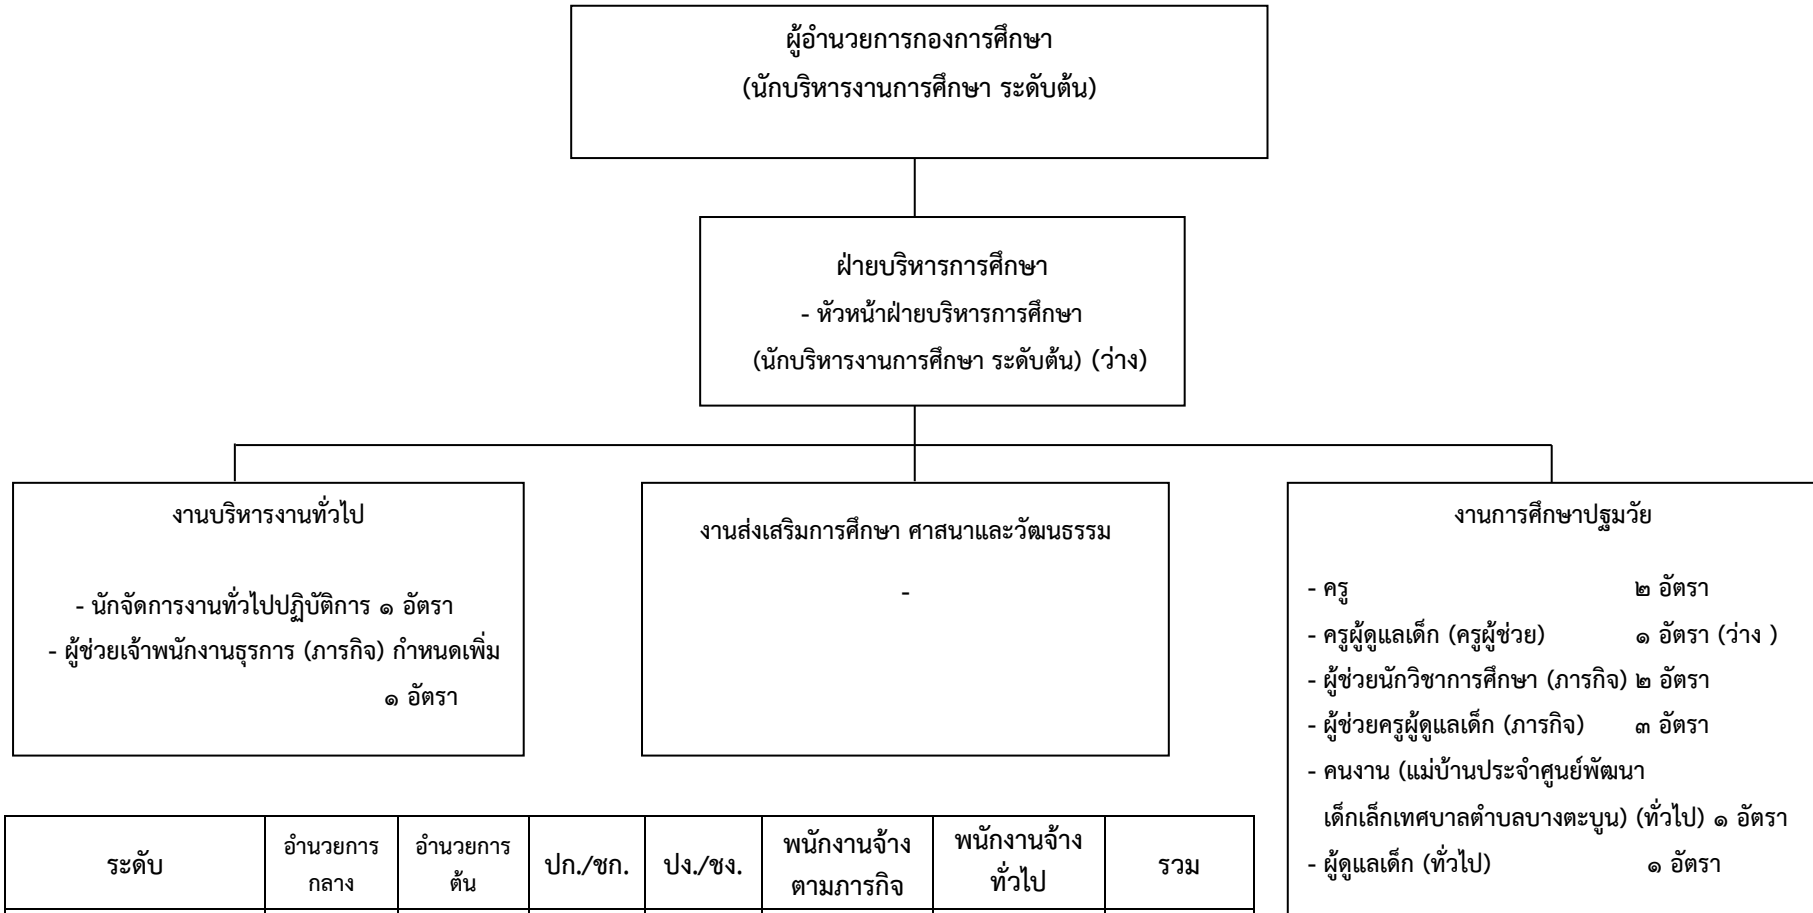 ผู้อำนวยการกองการศึกษา
(นักบริหารงานการศึกษา ระดับต้น)
ฝ่ายบริหารการศึกษา
- หัวหน้าฝ่ายบริหารการศึกษา
(นักบริหารงานการศึกษา ระดับต้น) (ว่าง)
งานบริหารงานทั่วไป
- นักจัดการงานทั่วไปปฏิบัติการ ๑ อัตรา
- ผู้ช่วยเจ้าพนักงานธุรการ (ภารกิจ) กำหนดเพิ่ม
๑ อัตรา
งานส่งเสริมการศึกษา ศาสนาและวัฒนธรรม
-
งานการศึกษาปฐมวัย
- ครู ๒ อัตรา
- ครูผู้ดูแลเด็ก (ครูผู้ช่วย) ๑ อัตรา (ว่าง )
- ผู้ช่วยนักวิชาการศึกษา (ภารกิจ) ๒ อัตรา
- ผู้ช่วยครูผู้ดูแลเด็ก (ภารกิจ) ๓ อัตรา
- คนงาน (แม่บ้านประจำศูนย์พัฒนา
เด็กเล็กเทศบาลตำบลบางตะบูน) (ทั่วไป) ๑ อัตรา
- ผู้ดูแลเด็ก (ทั่วไป) ๑ อัตรา
ระดับ
อำนวยการ
กลาง
อำนวยการ
ต้น
ปก./ชก.
ปง./ชง.
พนักงานจ้าง
ตามภารกิจ
พนักงานจ้าง
ทั่วไป
รวม